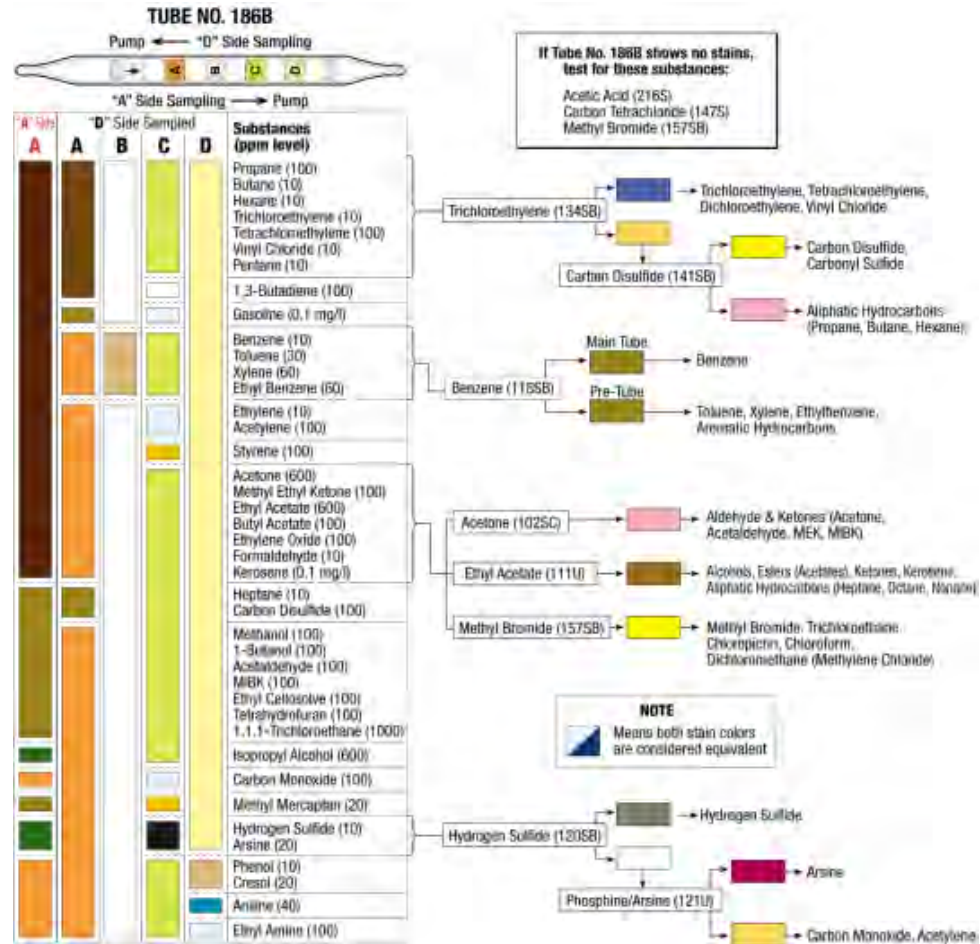 TUBE NO. 186B
Pump "D" Side Sampling
A B C D
"A" Side Sampling Pump
If Tube No. 186B shows no stains,
test for these substances:
Acetic Acid (216S)
Carbon Tetrachloride (147S)
Methyl Bromide (157SB)
"A" Side
"D" Side Sampled
A A B C D
Substances
(ppm level)
Propane (100)
Butane (10)
Hexane (10)
Trichloroethylene (10)
Tetrachlomethylene (100)
Vinyl Chloride (10)
Pentane (10)
1,3-Butadiene (100)
Gasoline (0.1 mg/l)
Benzene (10)
Toluene (30)
Xylene (60)
Ethyl Benzene (60)
Ethylene (10)
Acetylene (100)
Styrene (100)
Acetone (600)
Methyl Ethyl Ketone (100)
Ethyl Acetate (600)
Butyl Acetate (100)
Ethylene Oxide (100)
Formaldehyde (10)
Kerosene (0.1 mg/l)
Heptane (10)
Carbon Disulfide (100)
Methanol (100)
1-Butanol (100)
Acetaldehyde (100)
MIBK (100)
Ethyl Cellosolve (100)
Tetrahydrofuran (100)
1.1.1-Trichloroethane (1000)
Isopropyl Alcohol (600)
Carbon Monoxide (100)
Methyl Mercaptan (20)
Hydrogen Sulfide (10)
Arsine (20)
Phenol (10)
Cresol (20)
(40)
Ethyl Amine (100)
Trichloroethylene (134SB)
Trichloroethylene, Tetrachloroethylene,
Dichloroethylene, Vinyl Chloride
Carbon Disulfide (141SB)
Carbon Disulfide,
Carbonyl Sulfide
Aliphatic Hydrocarbons
(Propane, Butane, Hexane)
Benzene (118SB)
Main Tube
Benzene
Pre-Tube
Toluene, Xylene, Ethylbenzene,
Aromatic Hydrocarbons
Acetone (102SC)
Aldehyde & Ketones (Acetone,
Acetaldehyde, MEK, MIBK)
Ethyl Acetate (111U)
Alcohols, Esters (Acetates), Ketones, Kerosene,
Hydrocarbons (Heptane, Octane, Nonane)
Methyl Bromide (157SB)
Methyl Bromide, Trichloroethane
Chloropicrin, Chloroform,
Dichloromethane (Methylene Chloride)
NOTE
Means both stain colors
are considered equivalent
Hydrogen Sulfide (120SB)
Hydrogen Sulfide
Phosphine/Arsine (121U)
Arsine
Carbon Monoxide, Acetylene